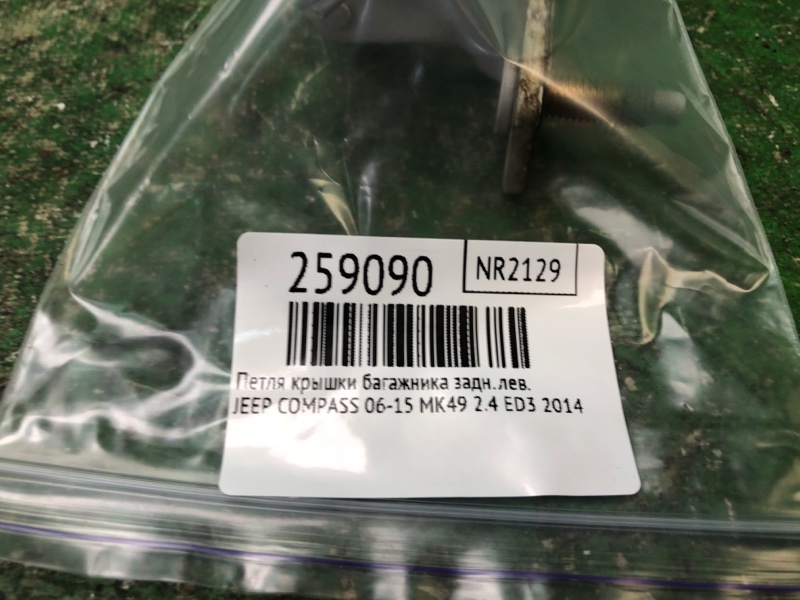 259090
NR2129
Петля крышки багажника задн.лев.
JEEP COMPASS 06-15 MK49 2.4 ED3 2014